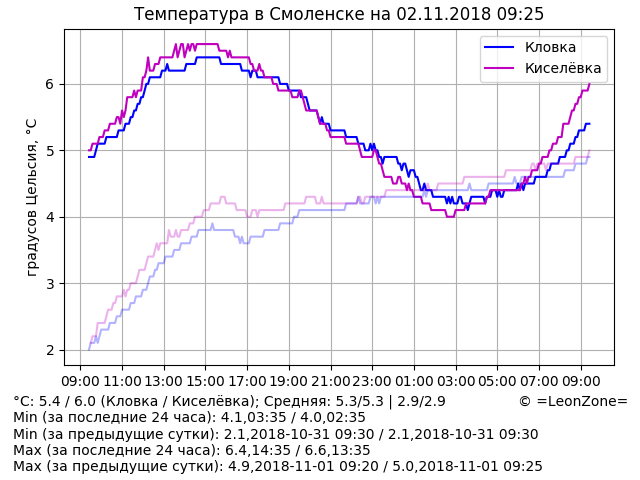 Температура в Смоленске на 02.11.2018 09:25
Кловка
Киселёвка
градусов Цельсия, °C
6
5
4
3
2
09:00 11:00 13:00 15:00 17:00 19:00 21:00 23:00 01:00 03:00 05:00 07:00 09:00
°C: 5.4 / 6.0 (Кловка / Киселёвка); Средняя: 5.3/5.3 | 2.9/2.9 © =LeonZone=
Min (за последние 24 часа): 4.1,03:35 / 4.0,02:35
Min (за предыдущие сутки): 2.1,2018-10-31 09:30 / 2.1,2018-10-31 09:30
Max (за последние 24 часа): 6.4,14:35 / 6.6,13:35
Max (за предыдущие сутки): 4.9,2018-11-01 09:20 / 5.0,2018-11-01 09:25